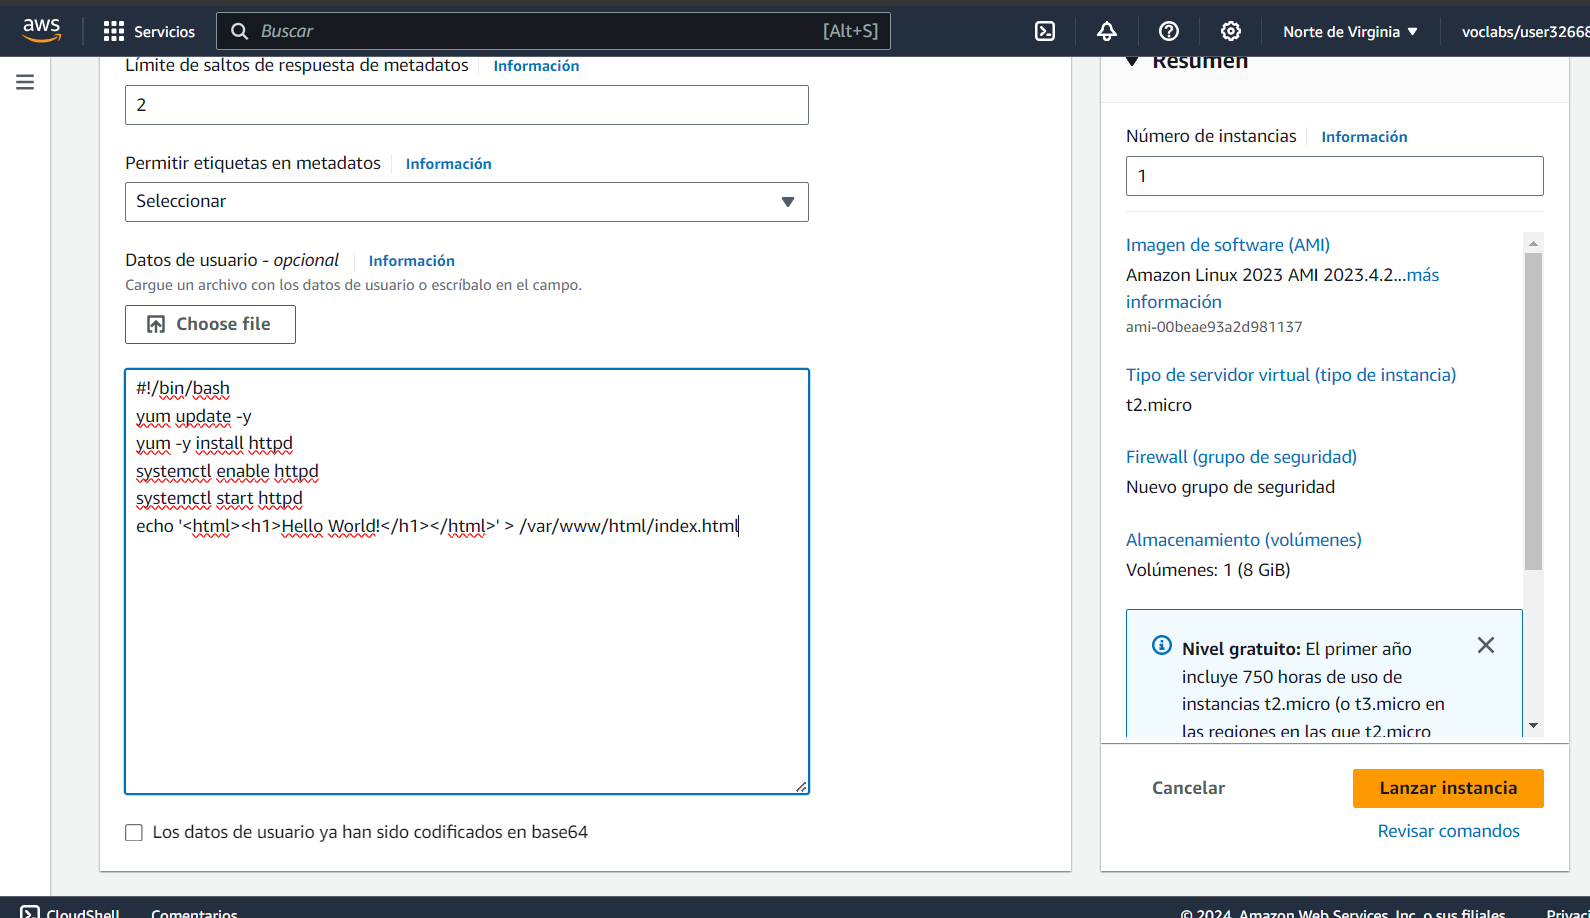 aws
Servicios
Buscar
[Alt+S]
Norte de Virginia
voclabs/user32668
Límite de saltos de respuesta de metadatos
Información
2
Permitir etiquetas en metadatos
Información
Seleccionar
Datos de usuario - opcional
Información
Cargue un archivo con los datos de usuario o escríbalo en el campo.
Choose file
#!/bin/bash
yum update -y
yum -y install httpd
systemctl enable httpd
systemctl start httpd
echo '<html><h1>Hello World!</h1></html>' > /var/www/html/index.html
Los datos de usuario ya han sido codificados en base64
Resumen
Número de instancias
Información
1
Imagen de software (AMI)
Amazon Linux 2023 AMI 2023.4.2...más
información
ami-00beae93a2d981137
Tipo de servidor virtual (tipo de instancia)
t2.micro
Firewall (grupo de seguridad)
Nuevo grupo de seguridad
Almacenamiento (volúmenes)
Volúmenes: 1 (8 GiB)
Nivel gratuito: El primer año
incluye 750 horas de uso de
instancias t2.micro (o t3.micro en
las regiones en las que t2.micro
Cancelar
Lanzar instancia
Revisar comandos
CloudShell
Comentarios
© 2024, Amazon Web Services, Inc. o sus filiales.
Privaci